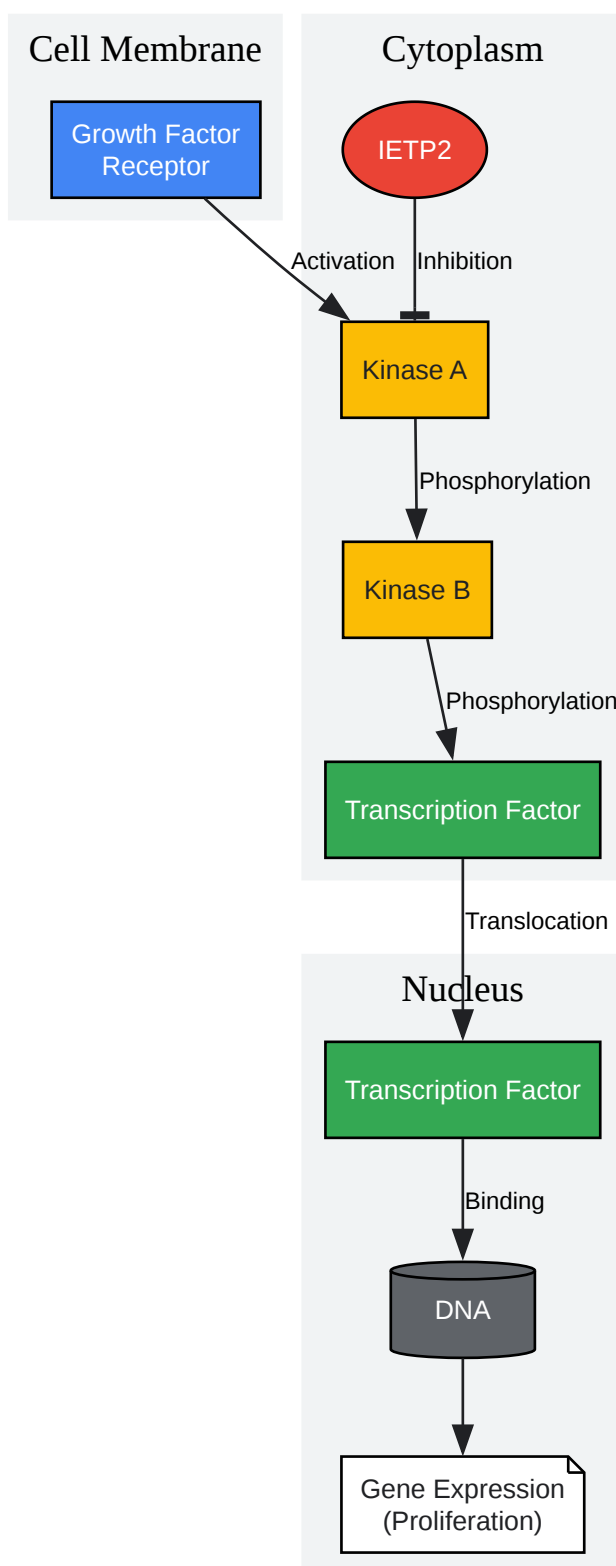 Cell Membrane
Cytoplasm
Growth Factor
Receptor
IETP2
Activation
Inhibition
Kinase A
Phosphorylation
Kinase B
Phosphorylation
Transcription Factor
Translocation
Nucleus
Transcription Factor
Binding
DNA
Gene Expression
(Proliferation)